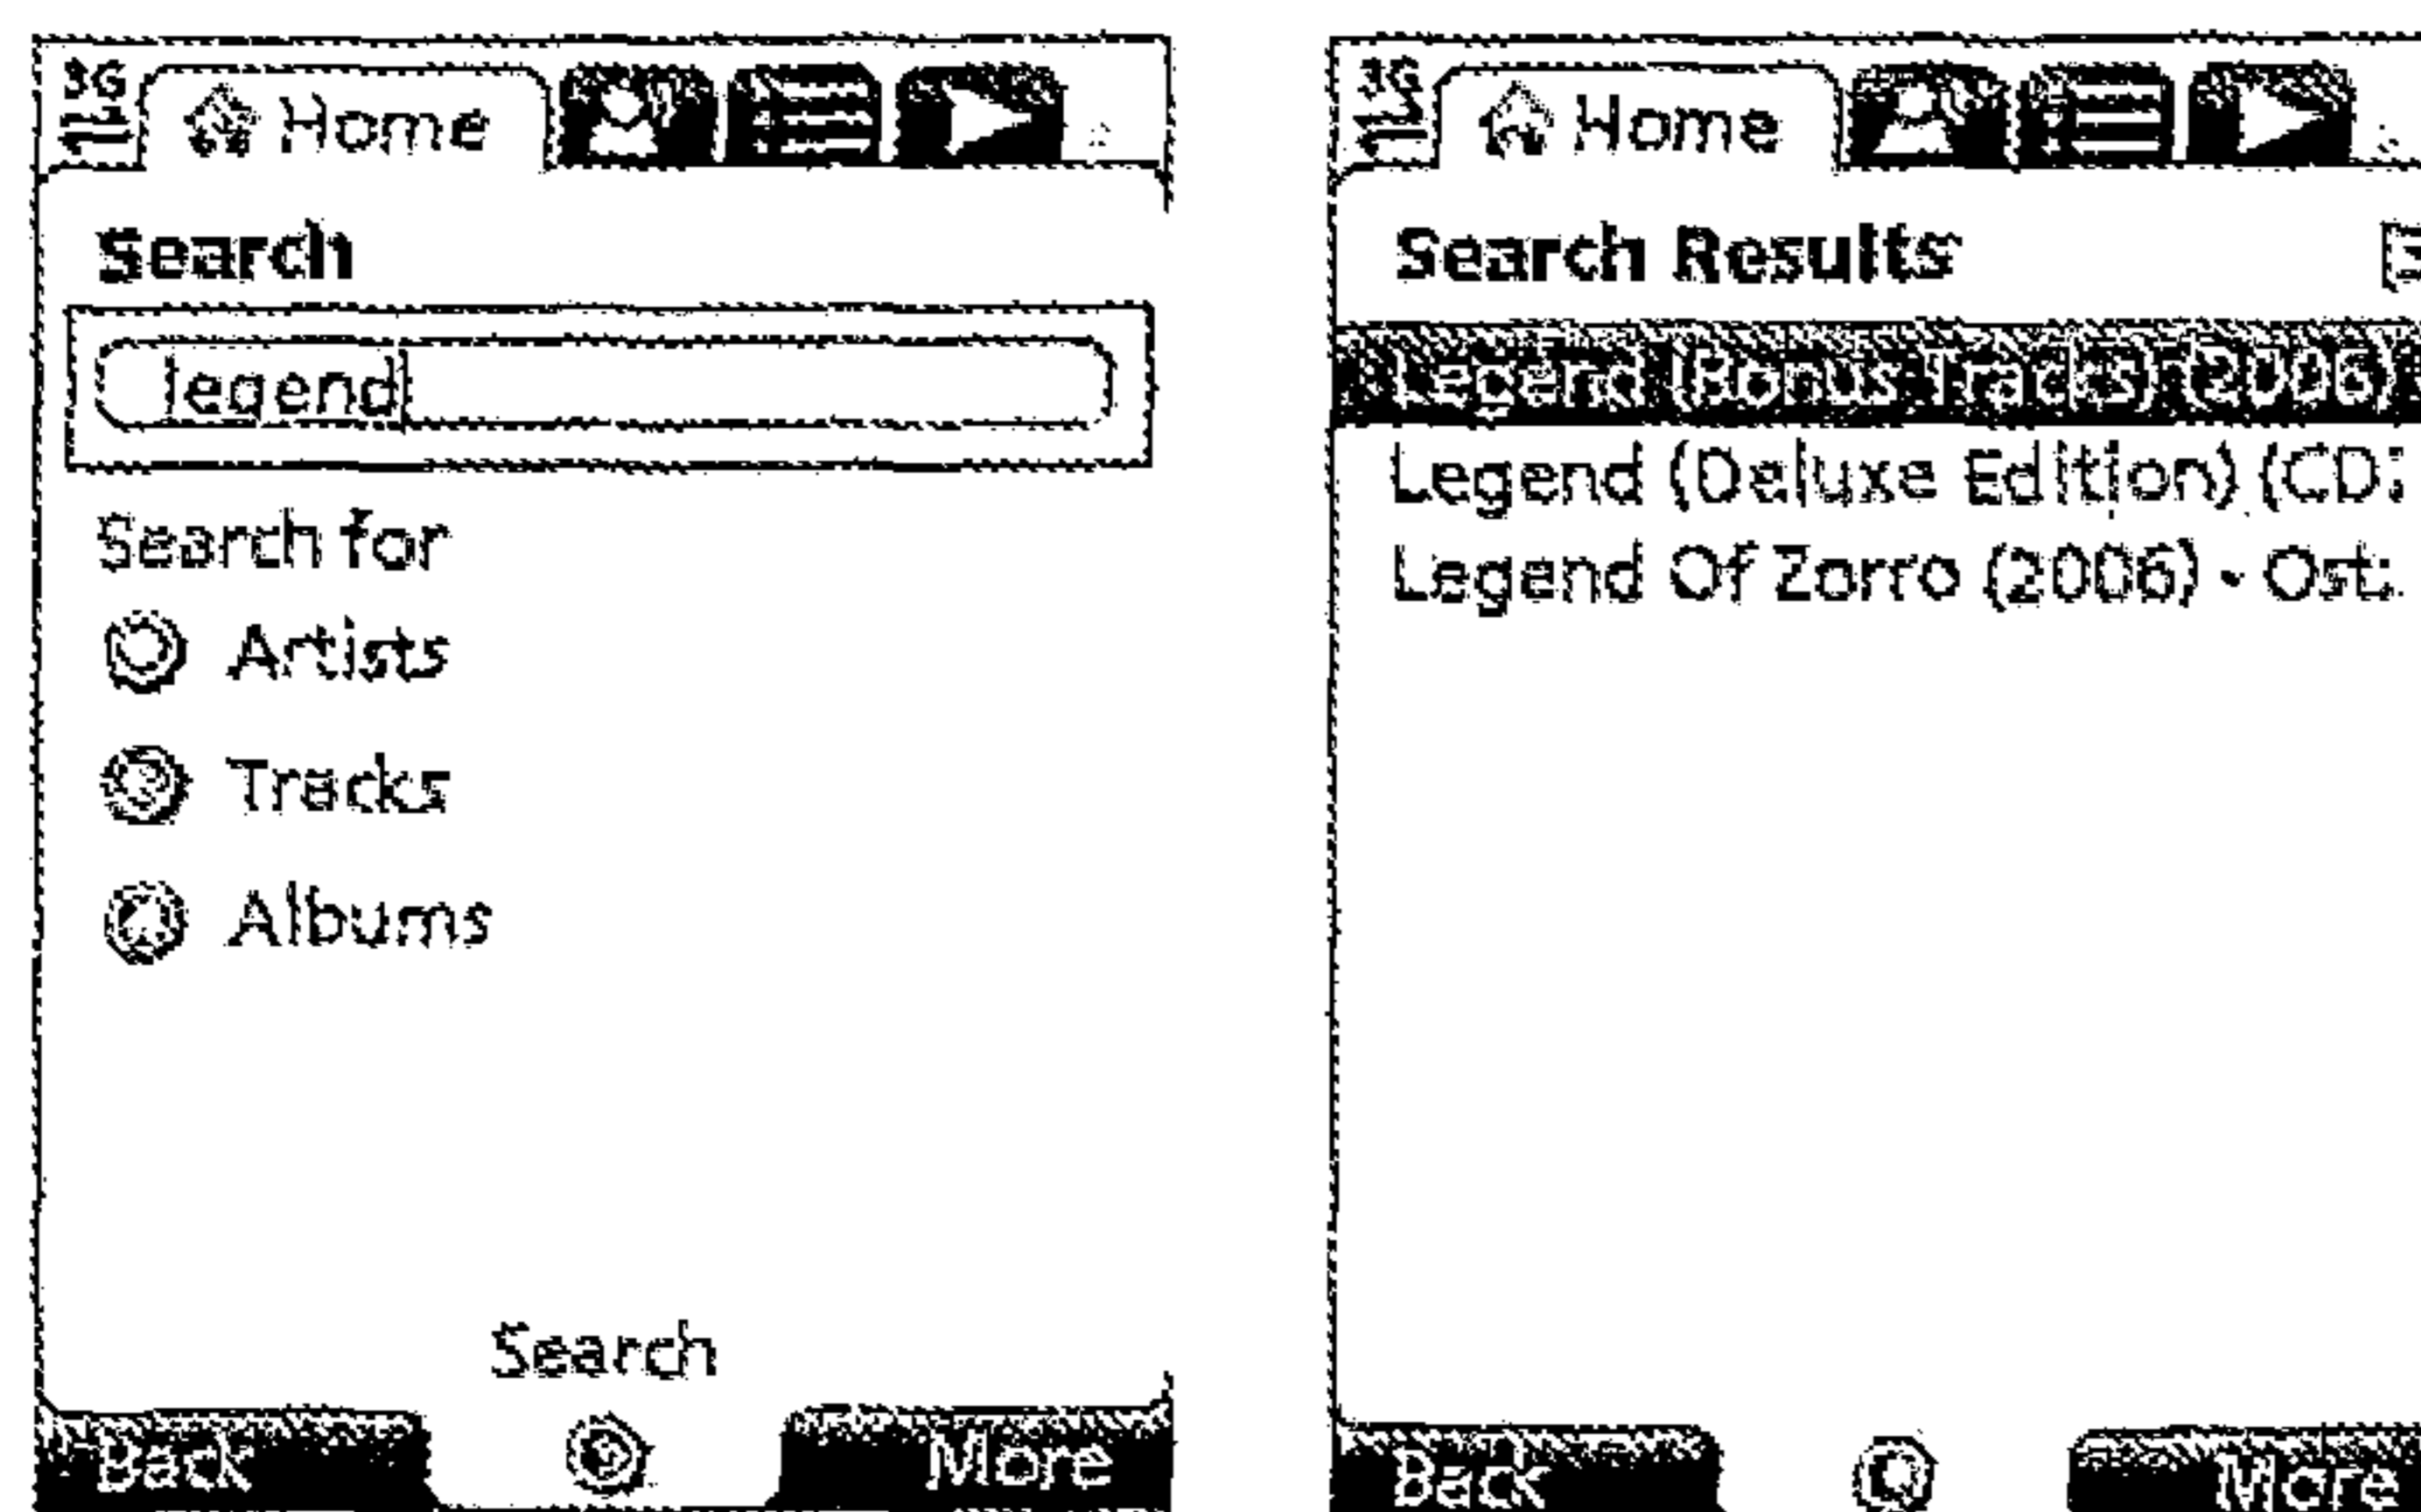 3G Home
Search
legend
Search for
Artists
Tracks
Albums
Search
Back More
3G Home
Search Results
Legend (Bonus Tracks) (2006)
Legend (Deluxe Edition) (CD
Legend Of Zorro (2006) - Ost
Back More